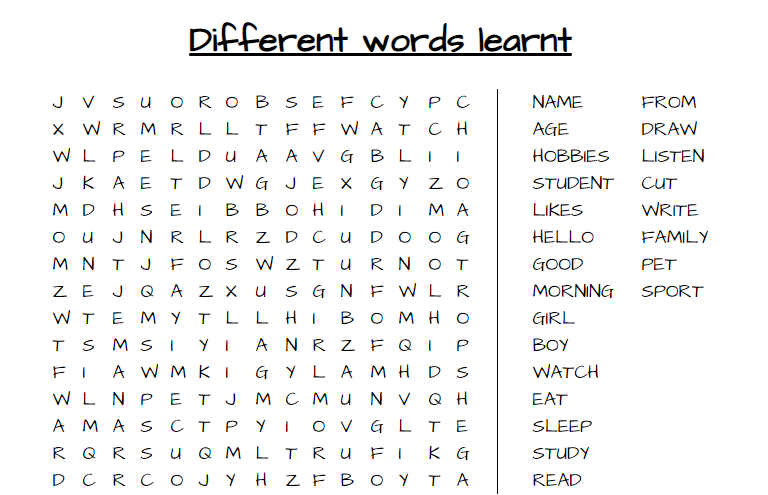 Different words learnt
J V S U O R O B S E F C Y P C
X W R M R L L T F F W A T C H
W L P E L D U A A V G B L I I
J K A E T D W G J E X G Y Z O
M D H S E I B B O H I D I M A
O U J N R L R Z D C U D O O G
M N T J F O S W Z T U R N O T
Z E J Q A Z X U S G N F W L R
W T E M Y T L L H I B O M H O
T S M S I Y I A N R Z F Q I P
F I A W M K I G Y L A M H D S
W L N P E T J M C M U N V Q H
A M A S C T P Y I O V G L T E
R Q R S U Q M L T R U F I K G
D C R C O J Y H Z F B O Y T A
NAME
AGE
HOBBIES
STUDENT
LIKES
HELLO
GOOD
MORNING
GIRL
BOY
WATCH
EAT
SLEEP
STUDY
READ
FROM
DRAW
LISTEN
CUT
WRITE
FAMILY
PET
SPORT